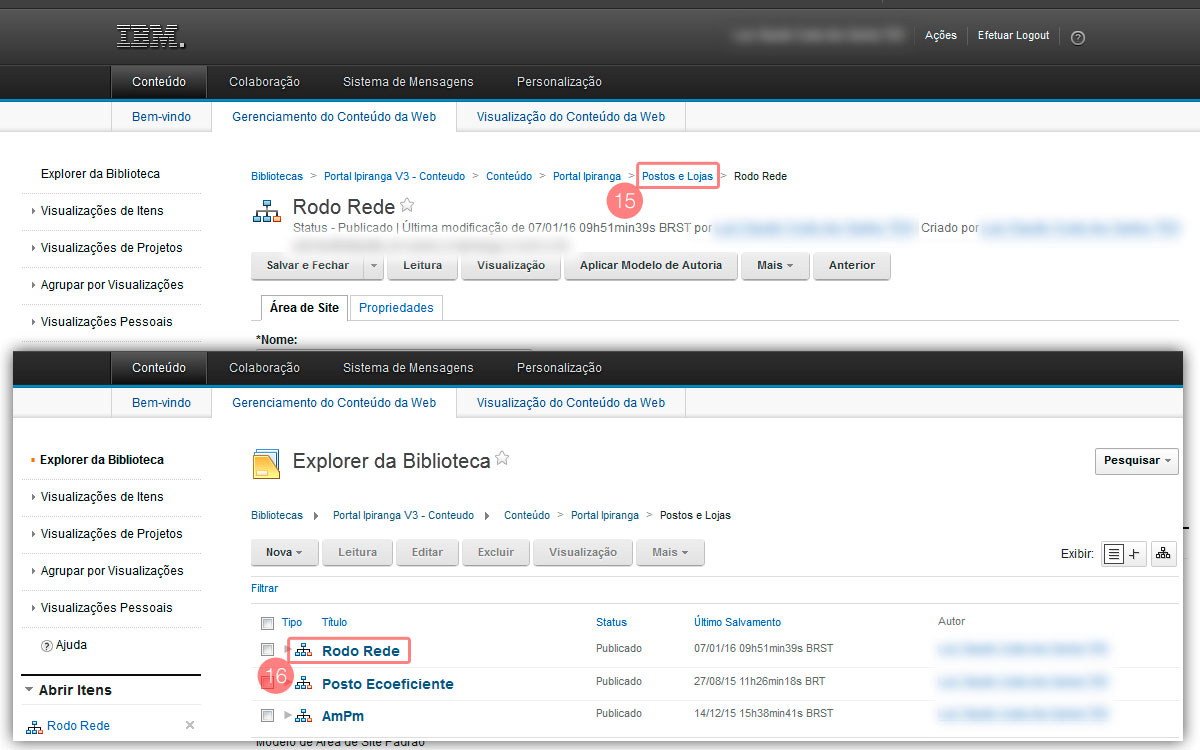 IBM.
Ações Efetuar Logout ?
Conteúdo Colaboração Sistema de Mensagens Personalização
Bem-vindo Gerenciamento do Conteúdo da Web Visualização do Conteúdo da Web
Explorer da Biblioteca
Visualizações de Itens
Visualizações de Projetos
Agrupar por Visualizações
Visualizações Pessoais
Bibliotecas > Portal Ipiranga V3 - Conteudo > Conteúdo > Portal Ipiranga > Postos e Lojas > Rodo Rede
15
Rodo Rede
Status - Publicado | Última modificação de 07/01/16 09h51min39s BRST por Criado por
Salvar e Fechar Leitura Visualização Aplicar Modelo de Autoria Mais Anterior
Área de Site Propriedades
*Nome:
Conteúdo Colaboração Sistema de Mensagens Personalização
Bem-vindo Gerenciamento do Conteúdo da Web Visualização do Conteúdo da Web
Explorer da Biblioteca
Visualizações de Itens
Visualizações de Projetos
Agrupar por Visualizações
Visualizações Pessoais
? Ajuda
Abrir Itens
Rodo Rede
Explorer da Biblioteca
Pesquisar
Bibliotecas Portal Ipiranga V3 - Conteudo Conteúdo > Portal Ipiranga > Postos e Lojas
Nova Leitura Editar Excluir Visualização Mais
Exibir:
Filtrar
Tipo Título Status Último Salvamento Autor
Rodo Rede Publicado 07/01/16 09h51min39s BRST
16
Posto Ecoeficiente Publicado 27/08/15 11h26min18s BRT
AmPm Publicado 14/12/15 15h38min41s BRST
Modelo de Área de Site Padrão